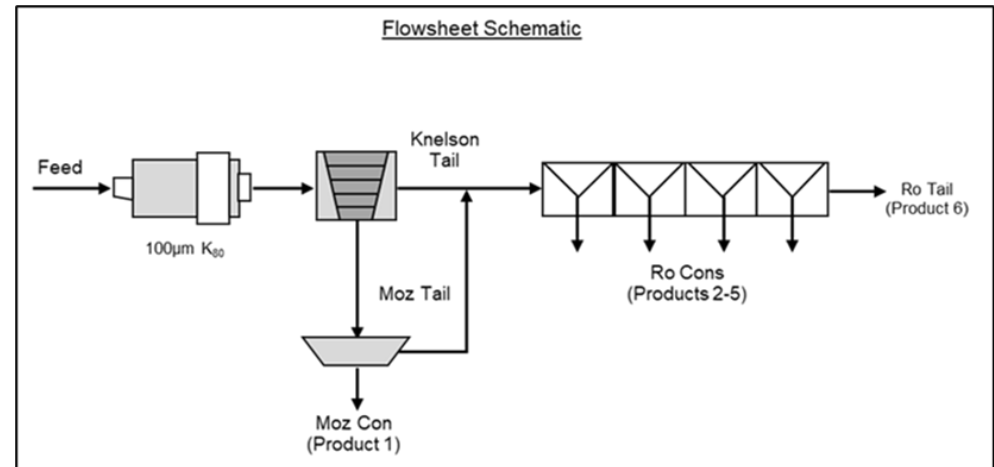 Flowsheet Schematic
Knelson
Tail
Feed
Ro Tail
(Product 6)
100µm K₈₀
Ro Cons
(Products 2-5)
Moz Tail
Moz Con
(Product 1)